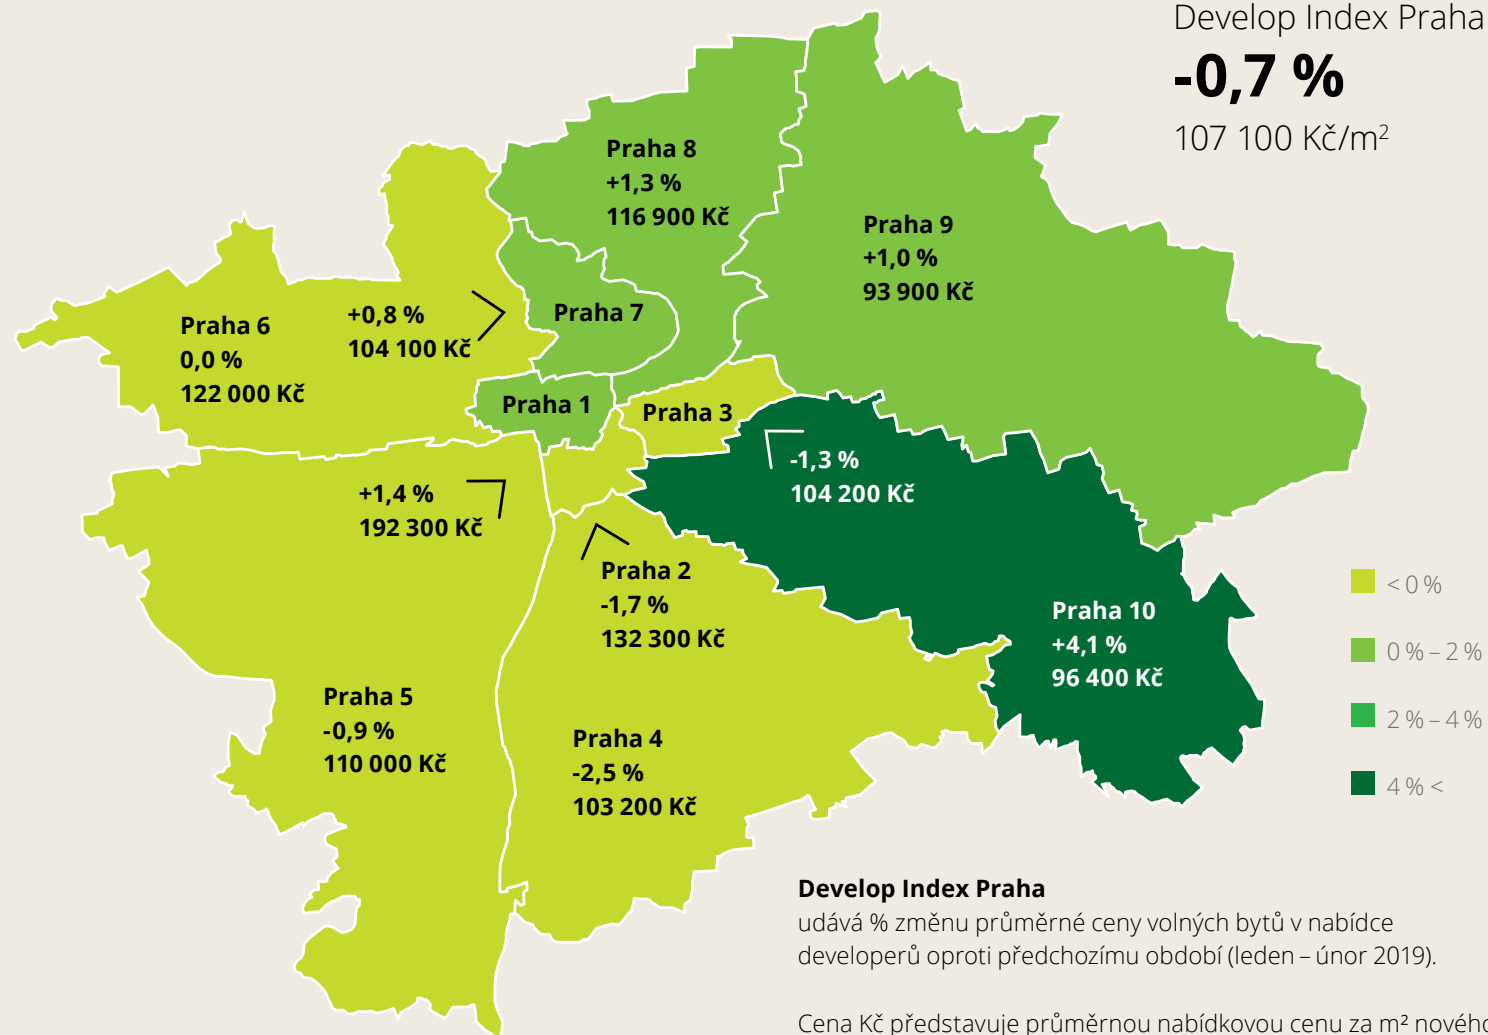 Develop Index Praha
-0,7 %
107 100 Kč/m²
Praha 8
+1,3 %
116 900 Kč
Praha 9
+1,0 %
93 900 Kč
Praha 6
0,0 %
122 000 Kč
+0,8 %
104 100 Kč
Praha 7
Praha 1
Praha 3
-1,3 %
104 200 Kč
+1,4 %
192 300 Kč
Praha 2
-1,7 %
132 300 Kč
Praha 10
+4,1 %
96 400 Kč
Praha 5
-0,9 %
110 000 Kč
Praha 4
-2,5 %
103 200 Kč
< 0 %
0 % – 2 %
2 % – 4 %
4 % <
Develop Index Praha
udává % změnu průměrné ceny volných bytů v nabídce
developerů oproti předchozímu období (leden – únor 2019).
Cena Kč představuje průměrnou nabídkovou cenu za m² nového